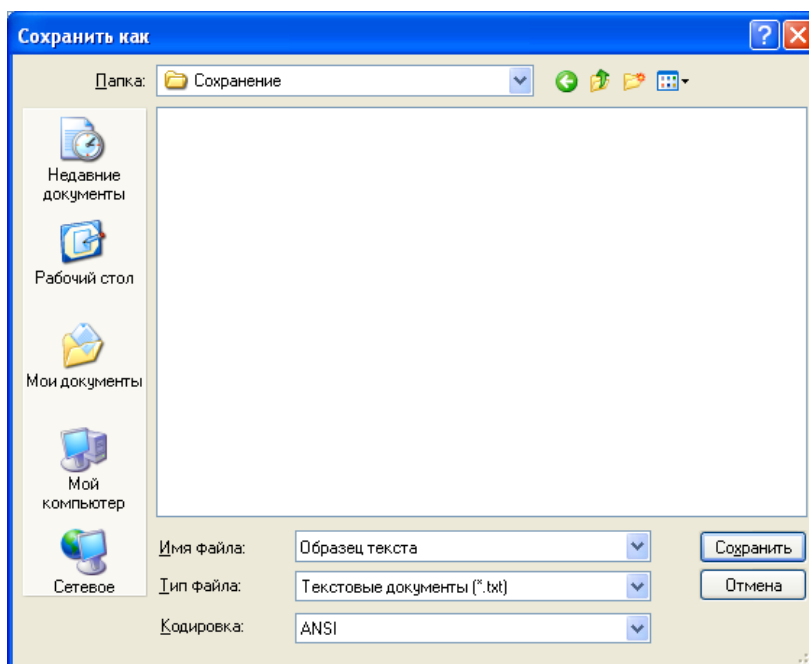 Сохранить как
Папка: Сохранение
Недавние
документы
Рабочий стол
Мои документы
Мой
компьютер
Сетевое
Имя файла: Образец текста Сохранить
Тип файла: Текстовые документы (*.txt) Отмена
Кодировка: ANSI